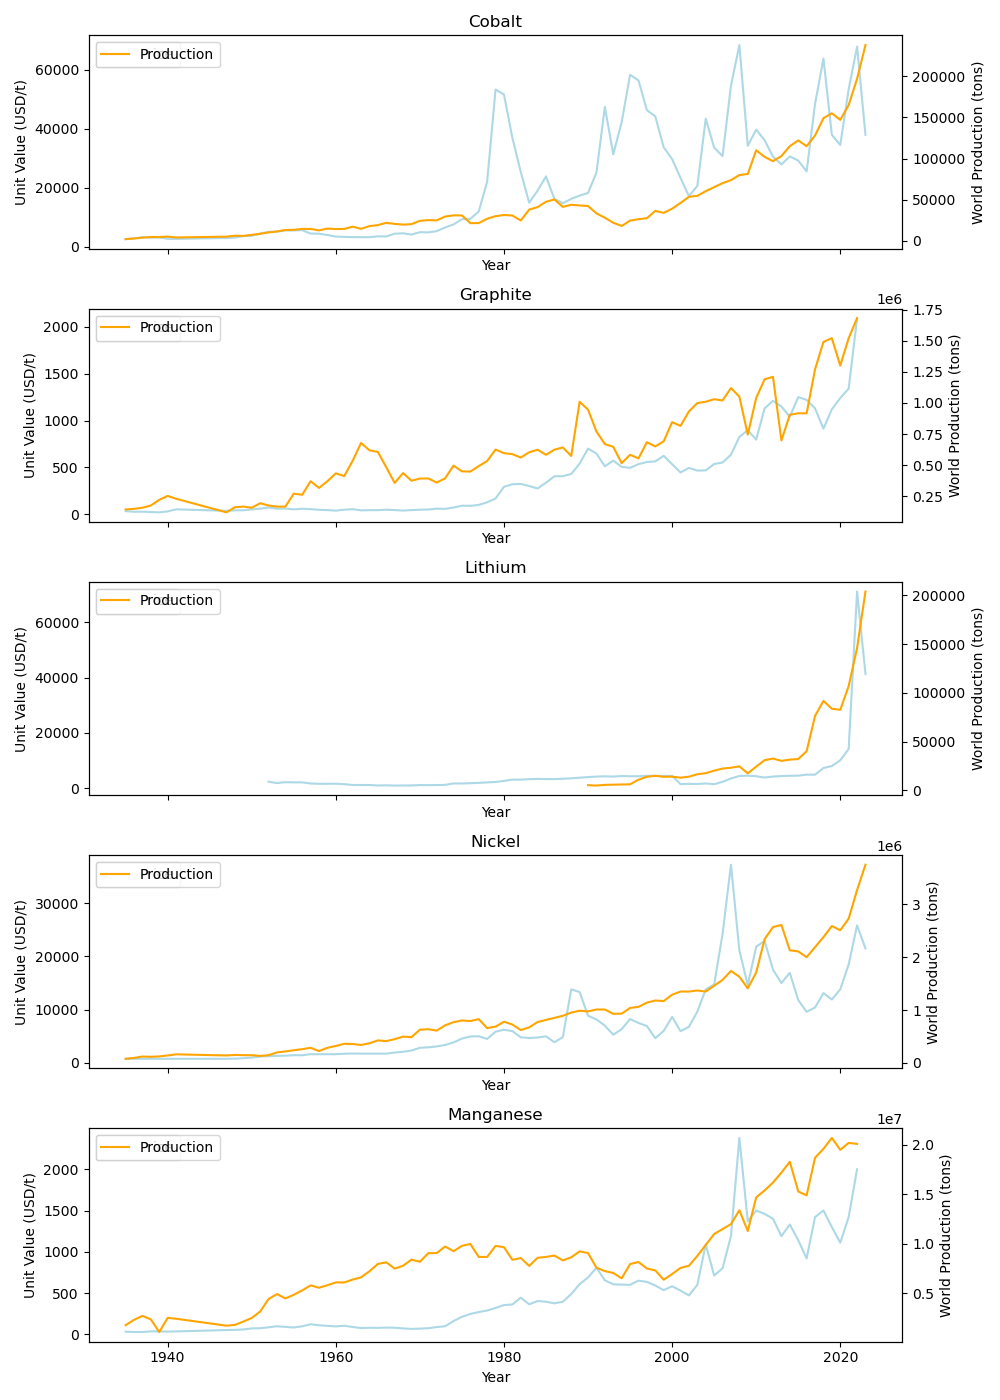 Cobalt
Production
60000
40000
20000
0
Unit Value (USD/t)
200000
150000
100000
50000
0
World Production (tons)
Year
Graphite
1e6
Production
2000
1500
1000
500
0
Unit Value (USD/t)
1.75
1.50
1.25
1.00
0.75
0.50
0.25
World Production (tons)
Year
Lithium
Production
60000
40000
20000
0
Unit Value (USD/t)
200000
150000
100000
50000
0
World Production (tons)
Year
Nickel
1e6
Production
30000
20000
10000
0
Unit Value (USD/t)
3
2
1
0
World Production (tons)
Year
Manganese
1e7
Production
2000
1500
1000
500
0
Unit Value (USD/t)
2.0
1.5
1.0
0.5
World Production (tons)
1940 1960 1980 2000 2020
Year